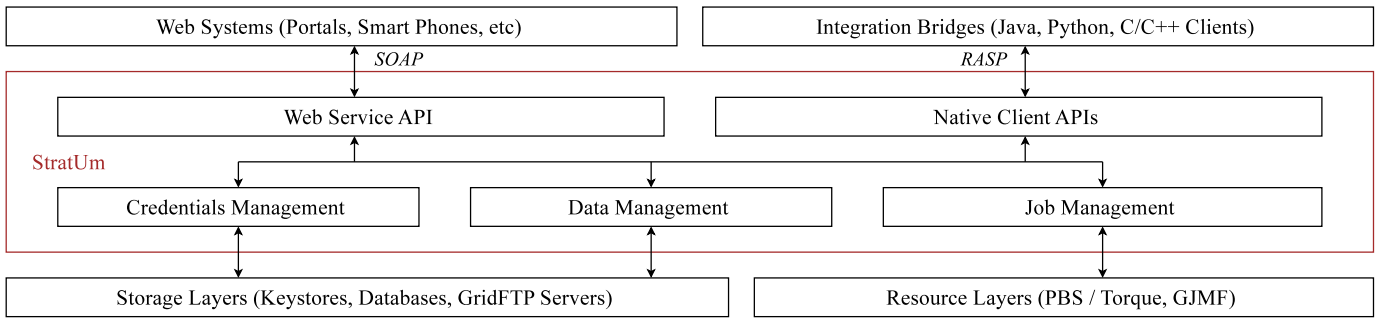 Web Systems (Portals, Smart Phones, etc)
Integration Bridges (Java, Python, C/C++ Clients)
SOAP
RASP
Web Service API
Native Client APIs
StratUm
Credentials Management
Data Management
Job Management
Storage Layers (Keystores, Databases, GridFTP Servers)
Resource Layers (PBS / Torque, GJMF)